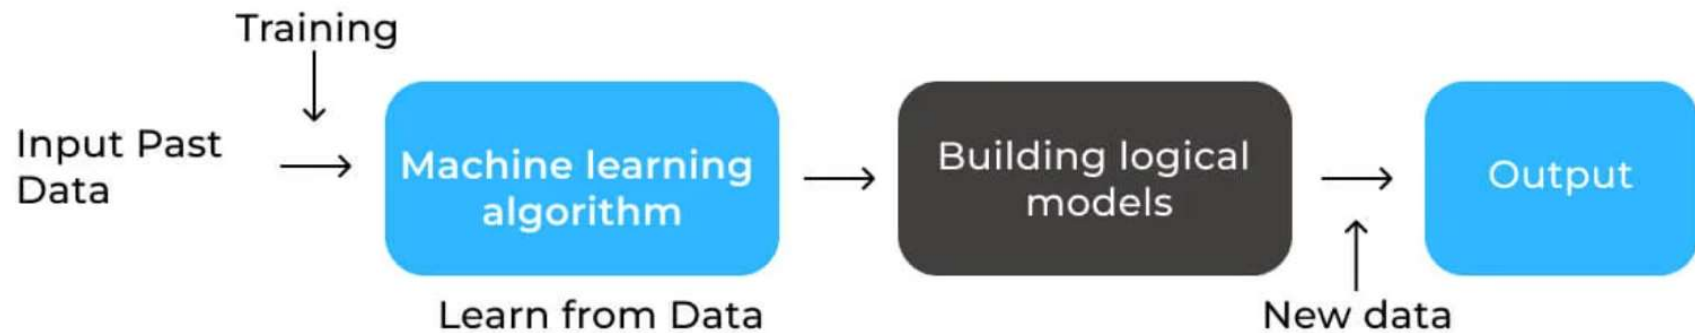 Training
Input Past
Data
Machine learning
algorithm
Learn from Data
Building logical
models
New data
Output